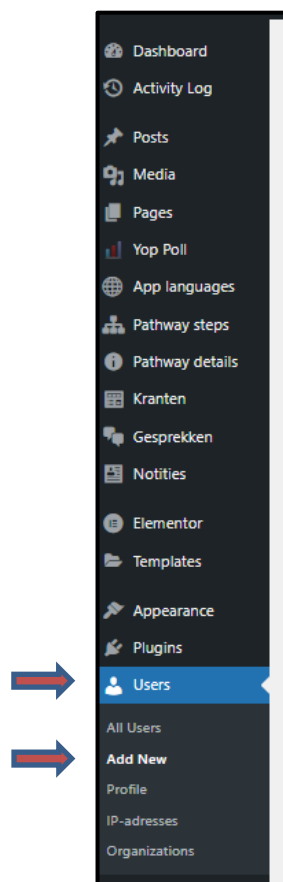 Dashboard
Activity Log
Posts
Media
Pages
Yop Poll
App languages
Pathway steps
Pathway details
Kranten
Gesprekken
Notities
Elementor
Templates
Appearance
Plugins
Users
All Users
Add New
Profile
IP-adresses
Organizations